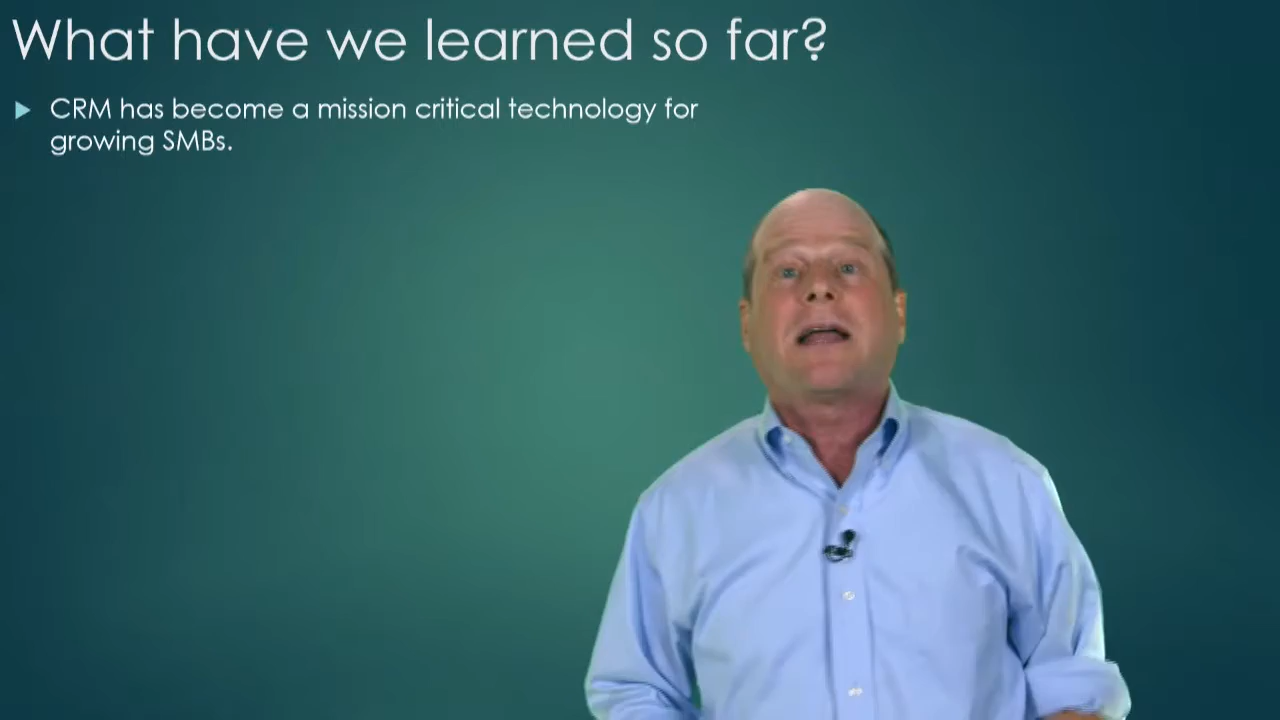 What have we learned so far?
CRM has become a mission critical technology for
growing SMBs.